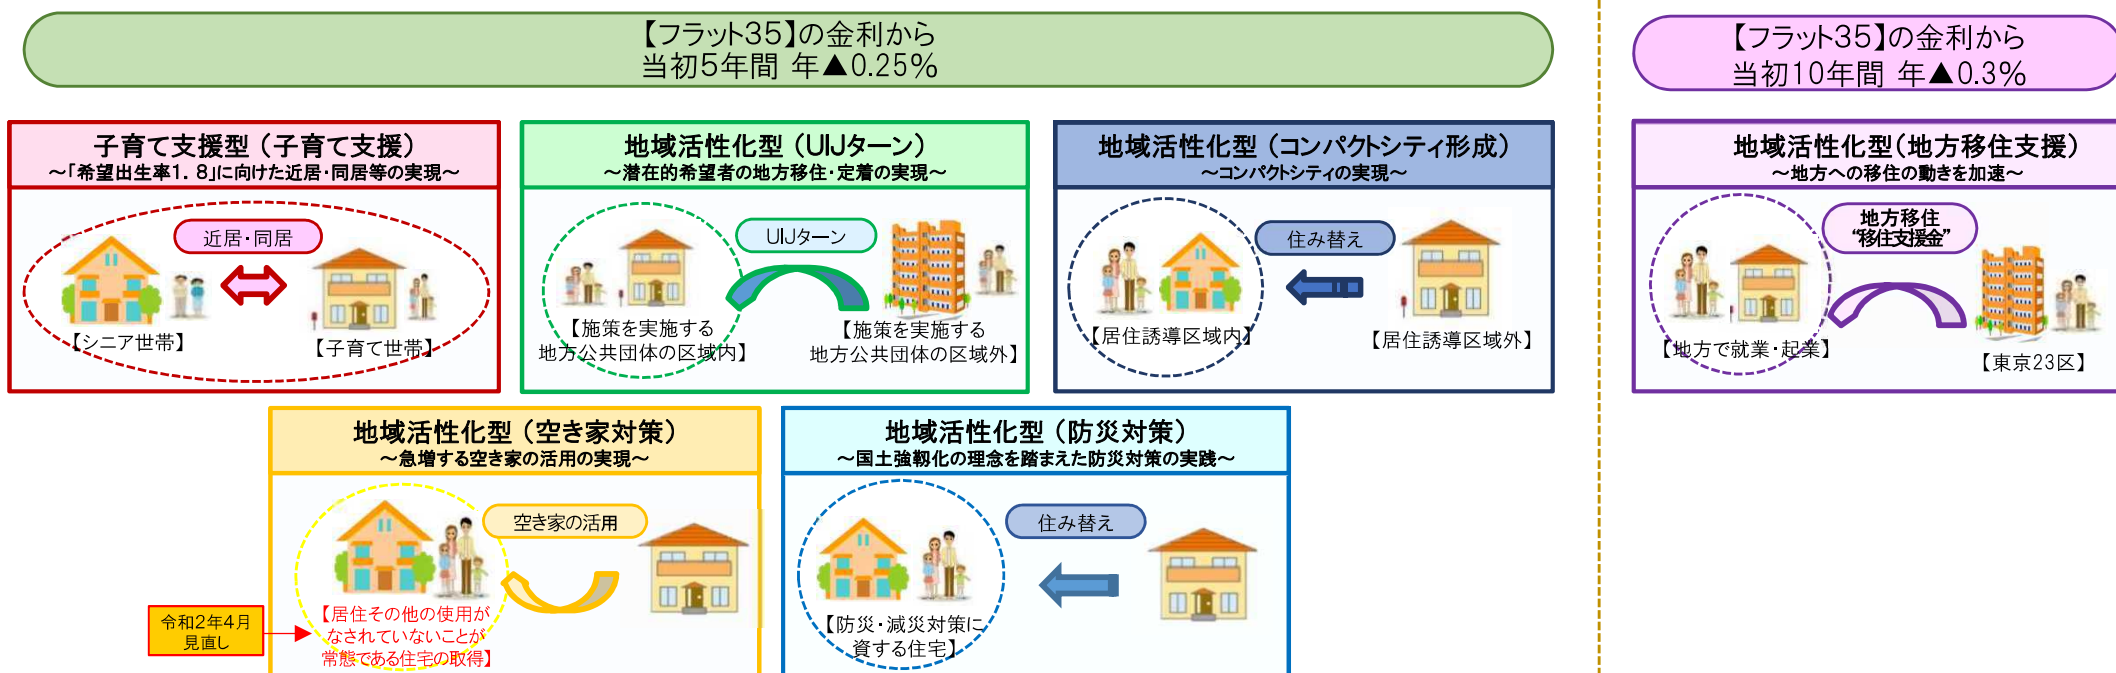 【フラット35】の金利から
当初5年間 年▲0.25%
【フラット35】の金利から
当初10年間 年▲0.3%
子育て支援型（子育て支援）
～「希望出生率1．8」に向けた近居・同居等の実現～
近居・同居
【シニア世帯】
【子育て世帯】
地域活性化型（UIJターン）
～潜在的希望者の地方移住・定着の実現～
UIJターン
【施策を実施する
地方公共団体の区域内】
【施策を実施する
地方公共団体の区域外】
地域活性化型（コンパクトシティ形成）
～コンパクトシティの実現～
住み替え
【居住誘導区域内】
【居住誘導区域外】
地域活性化型（地方移住支援）
～地方への移住の動きを加速～
地方移住
“移住支援金”
【地方で就業・起業】
【東京23区】
地域活性化型（空き家対策）
～急増する空き家の活用の実現～
空き家の活用
令和2年4月
見直し
【居住その他の使用が
なされていないことが
常態である住宅の取得】
地域活性化型（防災対策）
～国土強靱化の理念を踏まえた防災対策の実践～
住み替え
【防災・減災対策に
資する住宅】